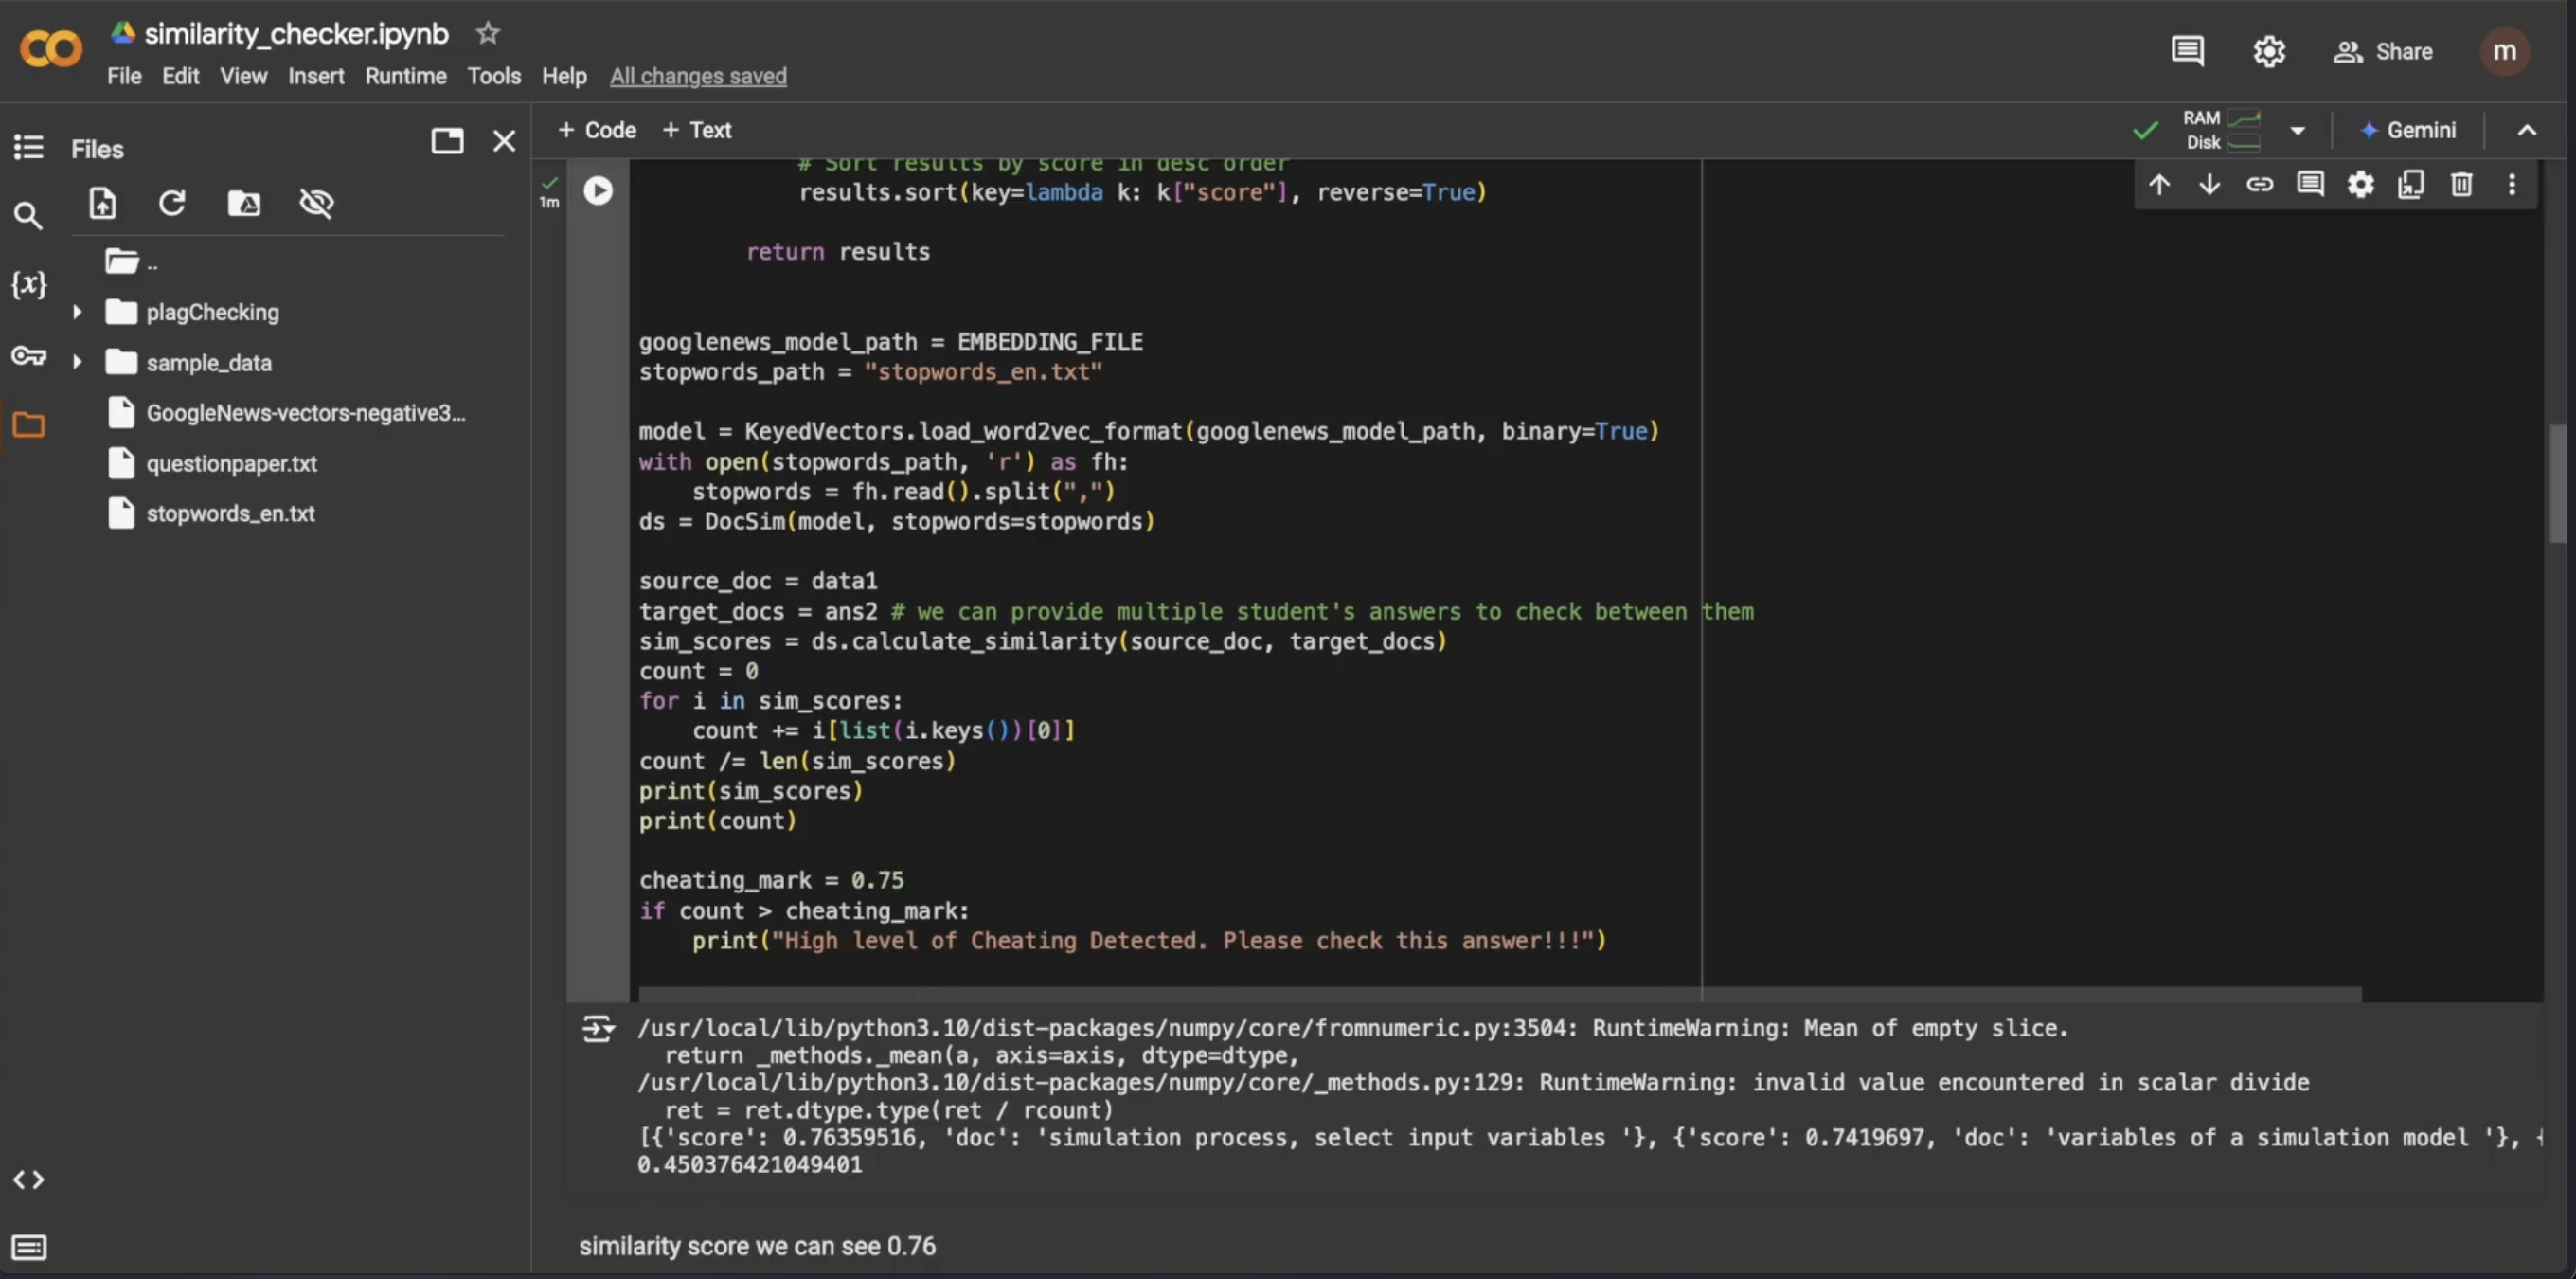 similarity_checker.ipynb
File Edit View Insert Runtime Tools Help All changes saved
Share
m
Files
+ Code + Text
RAM
Disk
Gemini
..
plagChecking
sample_data
GoogleNews-vectors-negative3...
questionpaper.txt
stopwords_en.txt
{x}
1m
# Sort results by score in desc order
results.sort(key=lambda k: k["score"], reverse=True)
return results
googlenews_model_path = EMBEDDING_FILE
stopwords_path = "stopwords_en.txt"
model = KeyedVectors.load_word2vec_format(googlenews_model_path, binary=True)
with open(stopwords_path, 'r') as fh:
stopwords = fh.read().split(",")
ds = DocSim(model, stopwords=stopwords)
source_doc = data1
target_docs = ans2 # we can provide multiple student's answers to check between them
sim_scores = ds.calculate_similarity(source_doc, target_docs)
count = 0
for i in sim_scores:
count += i[list(i.keys())[0]]
count /= len(sim_scores)
print(sim_scores)
print(count)
cheating_mark = 0.75
if count > cheating_mark:
print("High level of Cheating Detected. Please check this answer!!!")
/usr/local/lib/python3.10/dist-packages/numpy/core/fromnumeric.py:3504: RuntimeWarning: Mean of empty slice.
return _methods._mean(a, axis=axis, dtype=dtype,
/usr/local/lib/python3.10/dist-packages/numpy/core/_methods.py:129: RuntimeWarning: invalid value encountered in scalar divide
ret = ret.dtype.type(ret / rcount)
[{'score': 0.76359516, 'doc': 'simulation process, select input variables '}, {'score': 0.7419697, 'doc': 'variables of a simulation model '}, {
0.450376421049401
similarity score we can see 0.76